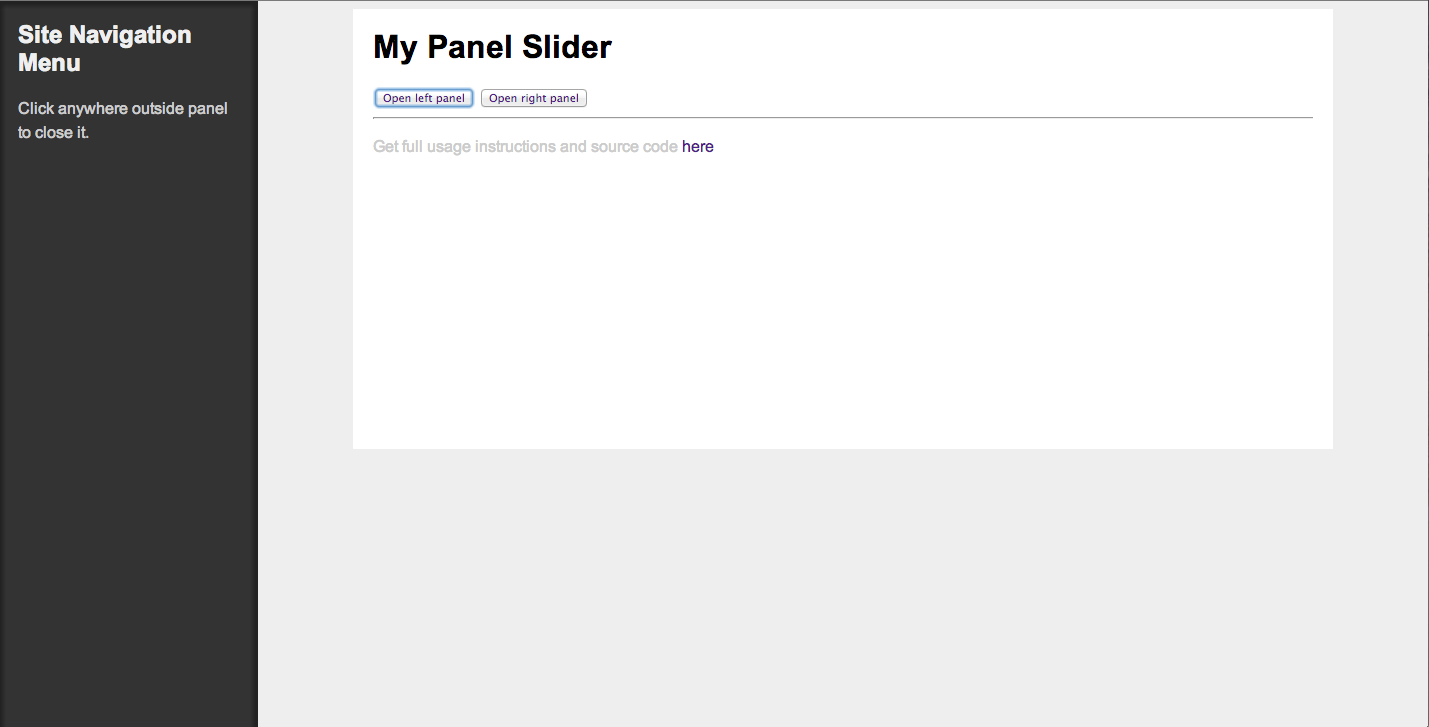 Site Navigation
Menu
Click anywhere outside panel
to close it.
My Panel Slider
Open left panel Open right panel
Get full usage instructions and source code here